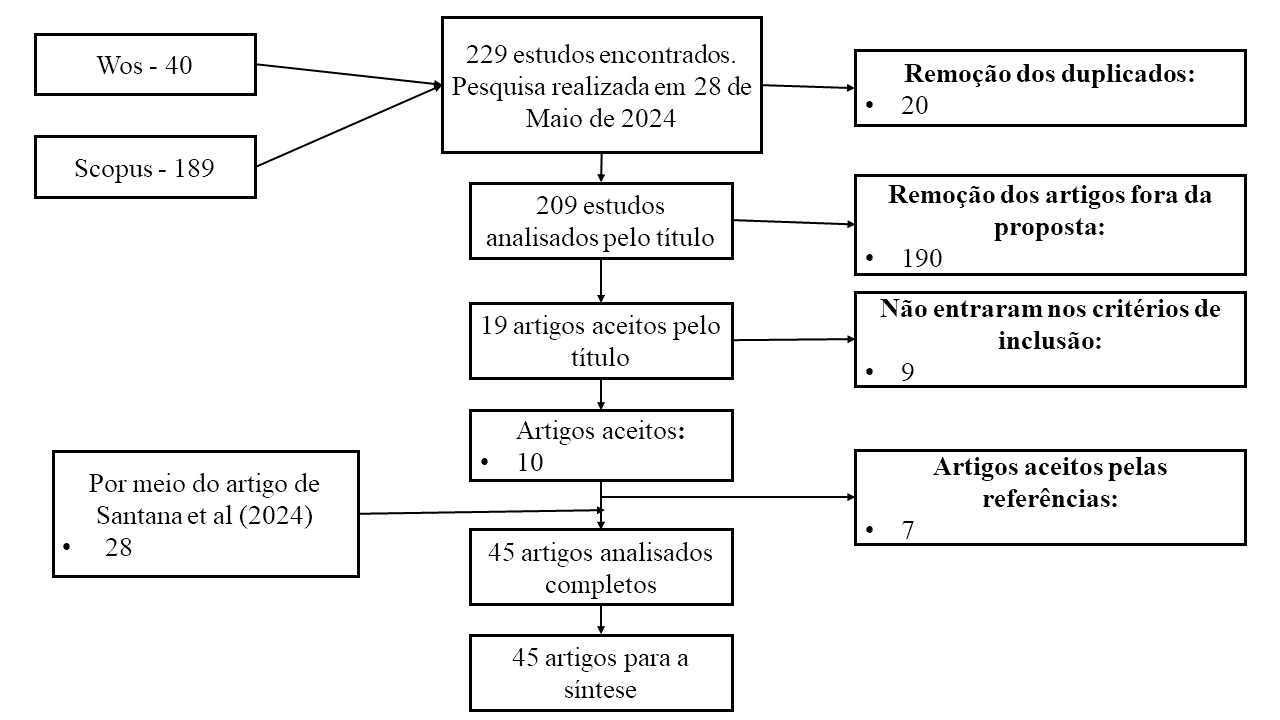 Wos - 40
Scopus - 189
229 estudos encontrados.
Pesquisa realizada em 28 de
Maio de 2024
Remoção dos duplicados:
• 20
209 estudos
analisados pelo título
Remoção dos artigos fora da
proposta:
• 190
19 artigos aceitos pelo
título
Não entraram nos critérios de
inclusão:
• 9
Artigos aceitos:
• 10
Por meio do artigo de
Santana et al (2024)
• 28
Artigos aceitos pelas
referências:
• 7
45 artigos analisados
completos
45 artigos para a
síntese